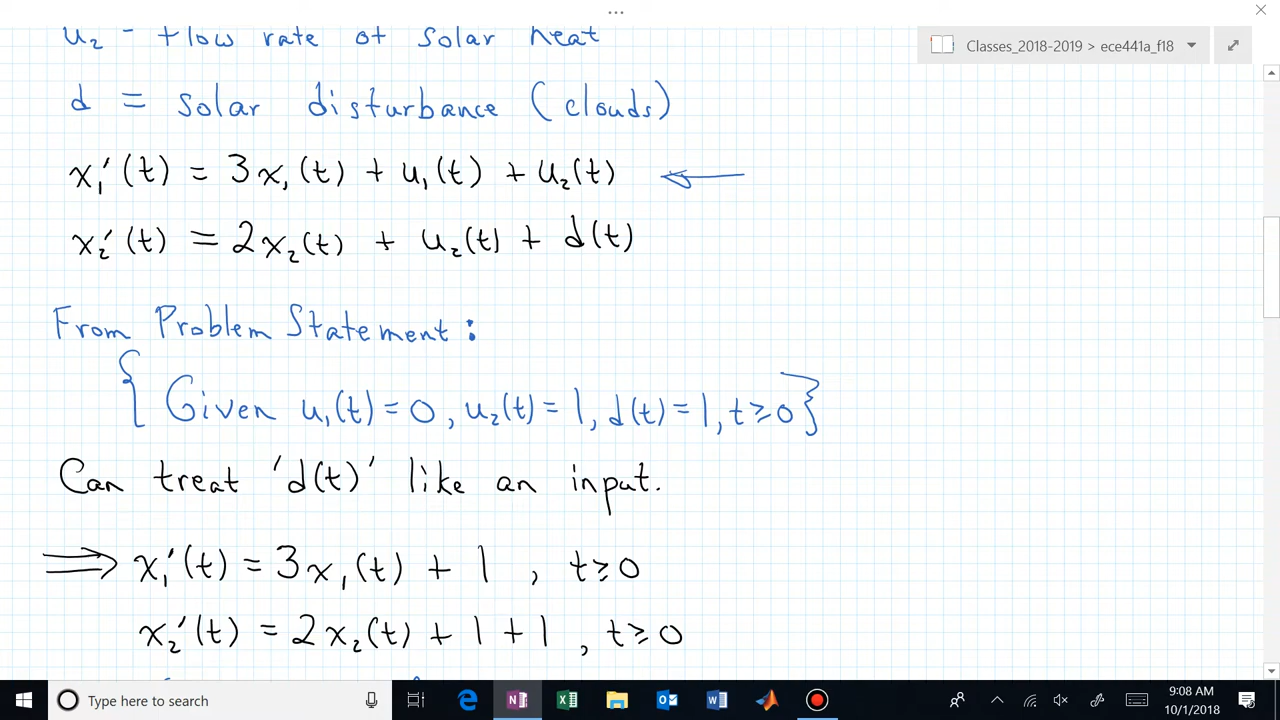 u₂ - flow rate of solar heat
Classes_2018-2019 > ece441a_f18
d = solar disturbance (clouds)
x₁'(t) = 3x₁(t) + u₁(t) + u₂(t)
x₂'(t) = 2x₂(t) + u₂(t) + d(t)
From Problem Statement:
{ Given u₁(t) = 0, u₂(t) = 1, d(t) = 1, t ≥ 0 }
Can treat 'd(t)' like an input.
⟹ x₁'(t) = 3x₁(t) + 1 , t ≥ 0
x₂'(t) = 2x₂(t) + 1 + 1 , t ≥ 0
Type here to search
9:08 AM
10/1/2018